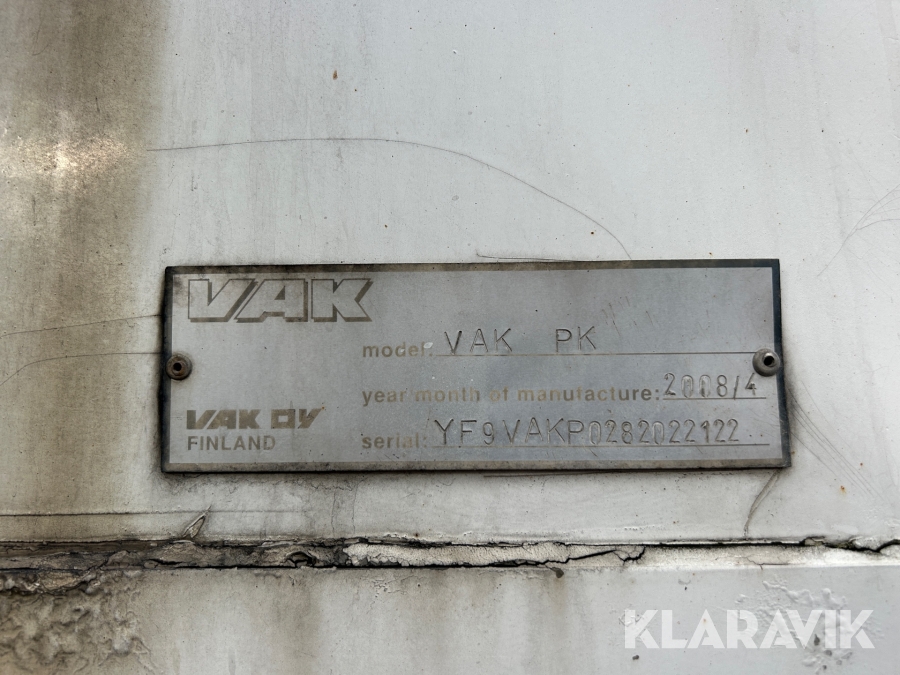 VAK
model: VAK PK
year month of manufacture: 2008/4
VAK OY
FINLAND
serial: YF9VAKP0282022122
KLARAVIK